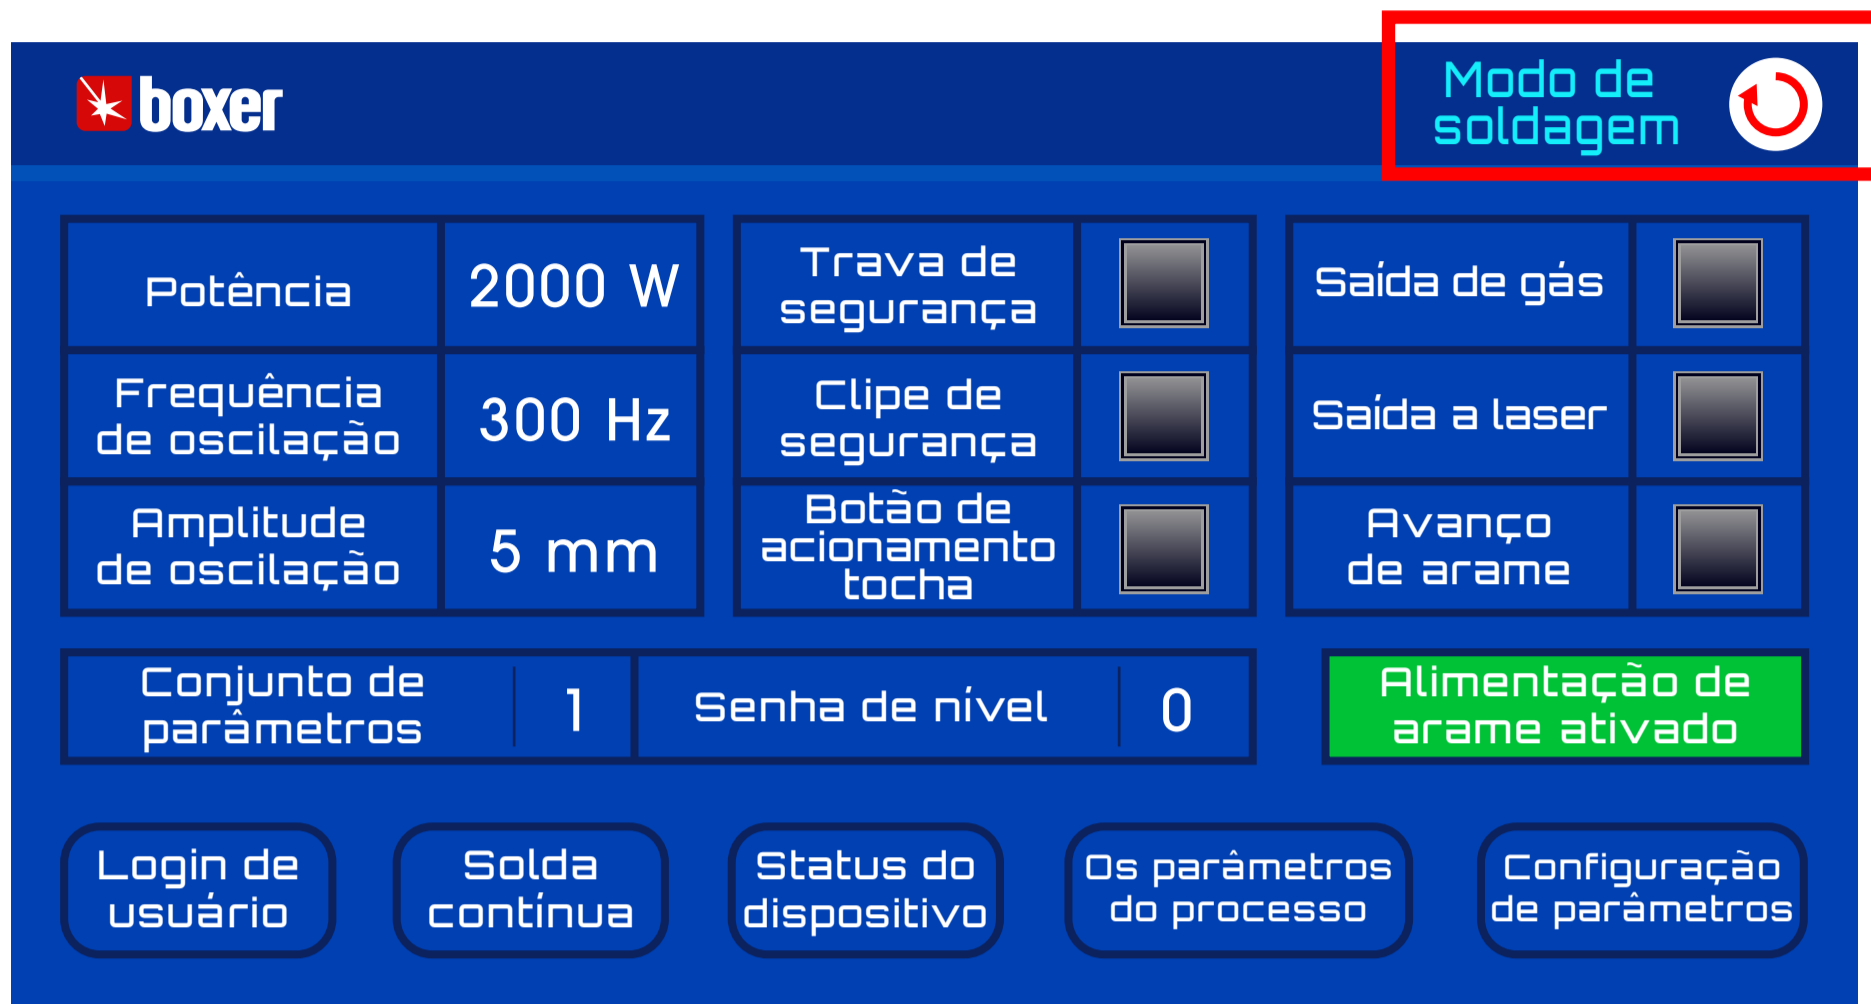 boxer
Modo de
soldagem
Potência
2000 W
Trava de
segurança
Saída de gás
Frequência
de oscilação
300 Hz
Clipe de
segurança
Saída a laser
Amplitude
de oscilação
5 mm
Botão de
acionamento
tocha
Avanço
de arame
Conjunto de
parâmetros
1
Senha de nível
0
Alimentação de
arame ativado
Login de
usuário
Solda
contínua
Status do
dispositivo
Os parâmetros
do processo
Configuração
de parâmetros